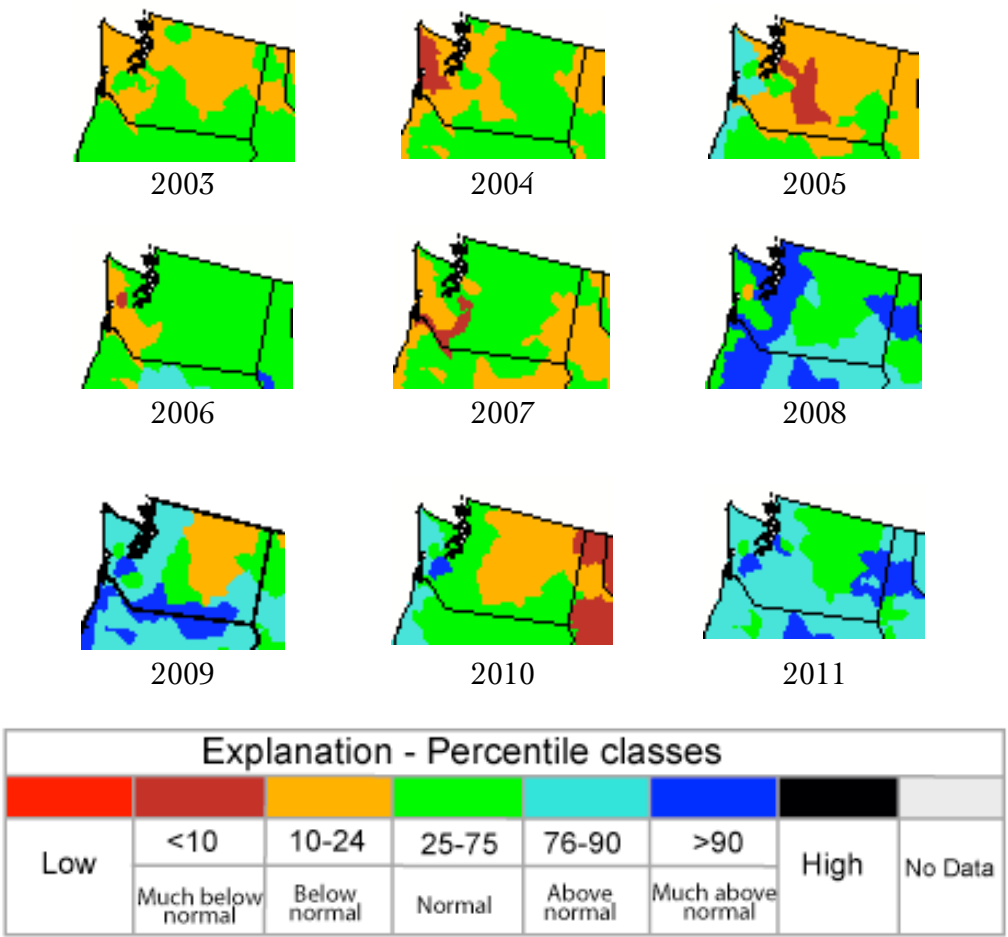 2003
2004
2005
2006
2007
2008
2009
2010
2011
Explanation - Percentile classes
Low
<10
10-24
25-75
76-90
>90
High
No Data
Much below
normal
Below
normal
Normal
Above
normal
Much above
normal